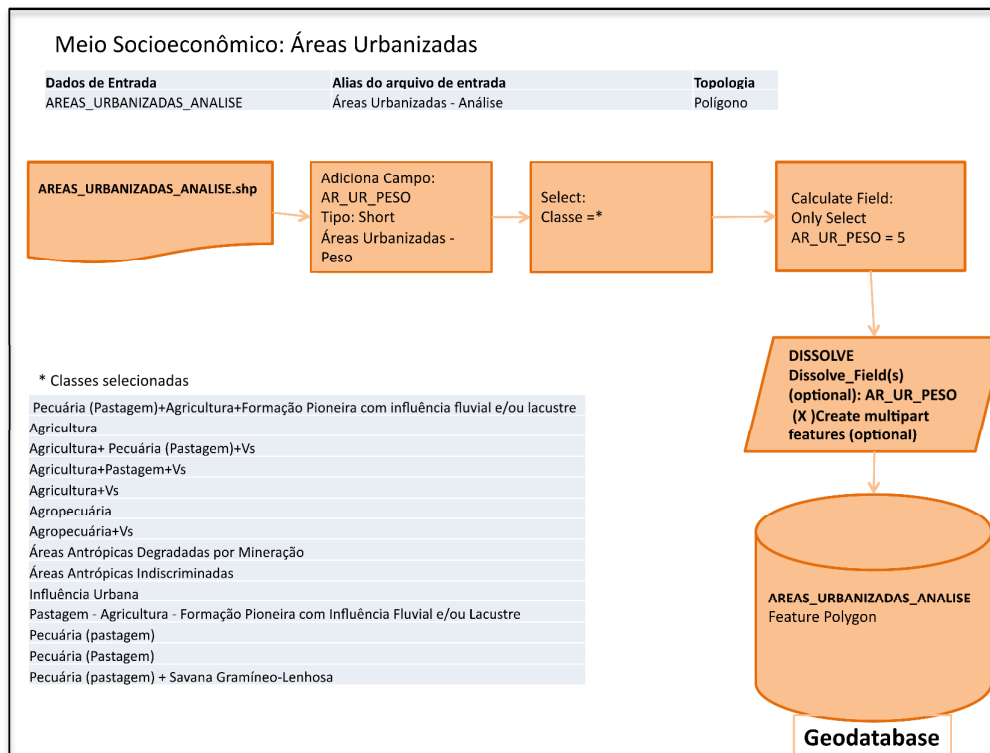 Meio Socioeconômico: Áreas Urbanizadas
Dados de Entrada Alias do arquivo de entrada Topologia
AREAS_URBANIZADAS_ANALISE Áreas Urbanizadas - Análise Polígono
AREAS_URBANIZADAS_ANALISE.shp
Adiciona Campo:
AR_UR_PESO
Tipo: Short
Áreas Urbanizadas -
Peso
Select:
Classe =*
Calculate Field:
Only Select
AR_UR_PESO = 5
DISSOLVE
Dissolve_Field(s)
(optional): AR_UR_PESO
(X )Create multipart
features (optional)
* Classes selecionadas
Pecuária (Pastagem)+Agricultura+Formação Pioneira com influência fluvial e/ou lacustre
Agricultura
Agricultura+ Pecuária (Pastagem)+Vs
Agricultura+Pastagem+Vs
Agricultura+Vs
Agropecuária
Agropecuária+Vs
Áreas Antrópicas Degradadas por Mineração
Áreas Antrópicas Indiscriminadas
Influência Urbana
Pastagem - Agricultura - Formação Pioneira com Influência Fluvial e/ou Lacustre
Pecuária (pastagem)
Pecuária (Pastagem)
Pecuária (pastagem) + Savana Gramíneo-Lenhosa
AREAS_URBANIZADAS_ANALISE
Feature Polygon
Geodatabase